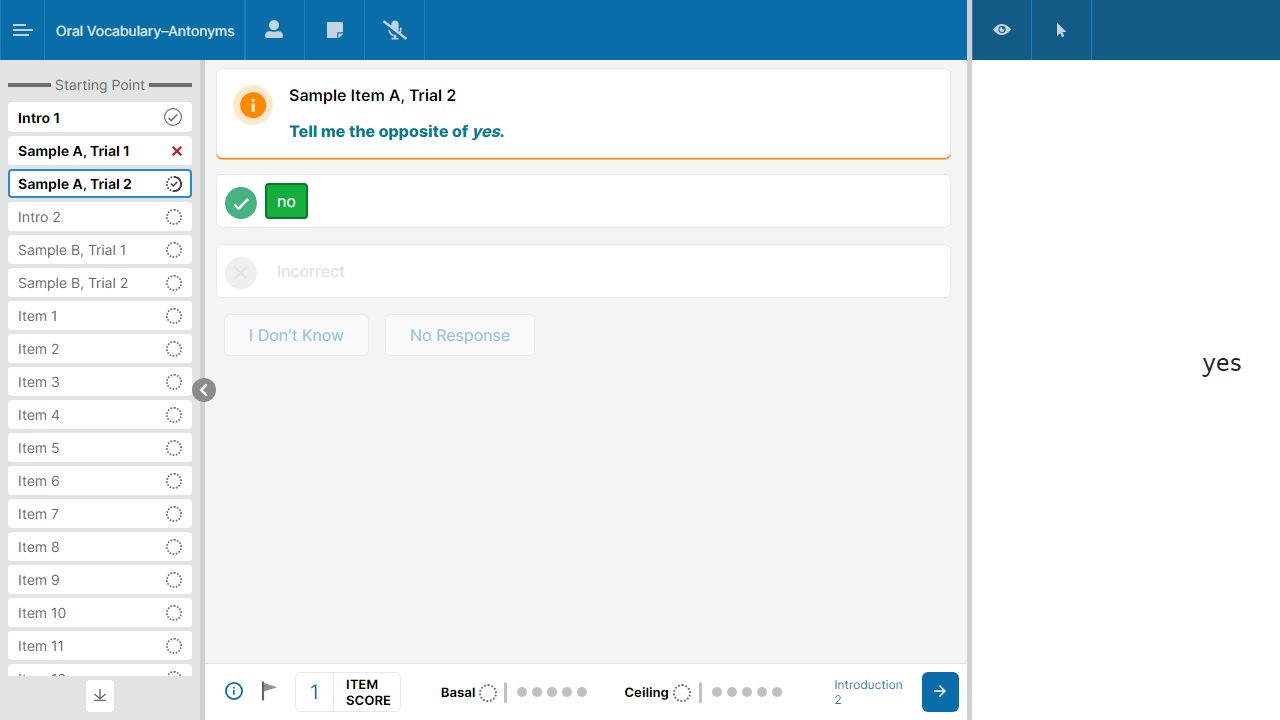 Oral Vocabulary–Antonyms
Starting Point
Intro 1
Sample A, Trial 1
Sample A, Trial 2
Intro 2
Sample B, Trial 1
Sample B, Trial 2
Item 1
Item 2
Item 3
Item 4
Item 5
Item 6
Item 7
Item 8
Item 9
Item 10
Item 11
Sample Item A, Trial 2
Tell me the opposite of yes.
no
Incorrect
I Don't Know
No Response
1
ITEM
SCORE
Basal
Ceiling
Introduction
2
yes